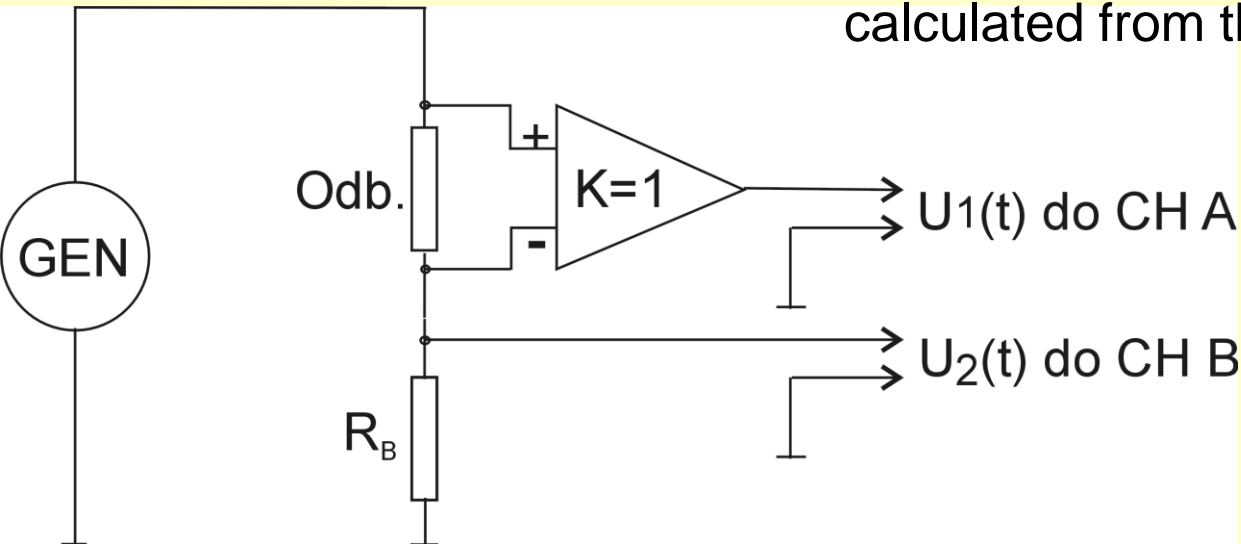 calculated from t
Odb.
+
K=1
-
U1(t) do CH A
GEN
U2(t) do CH B
RB